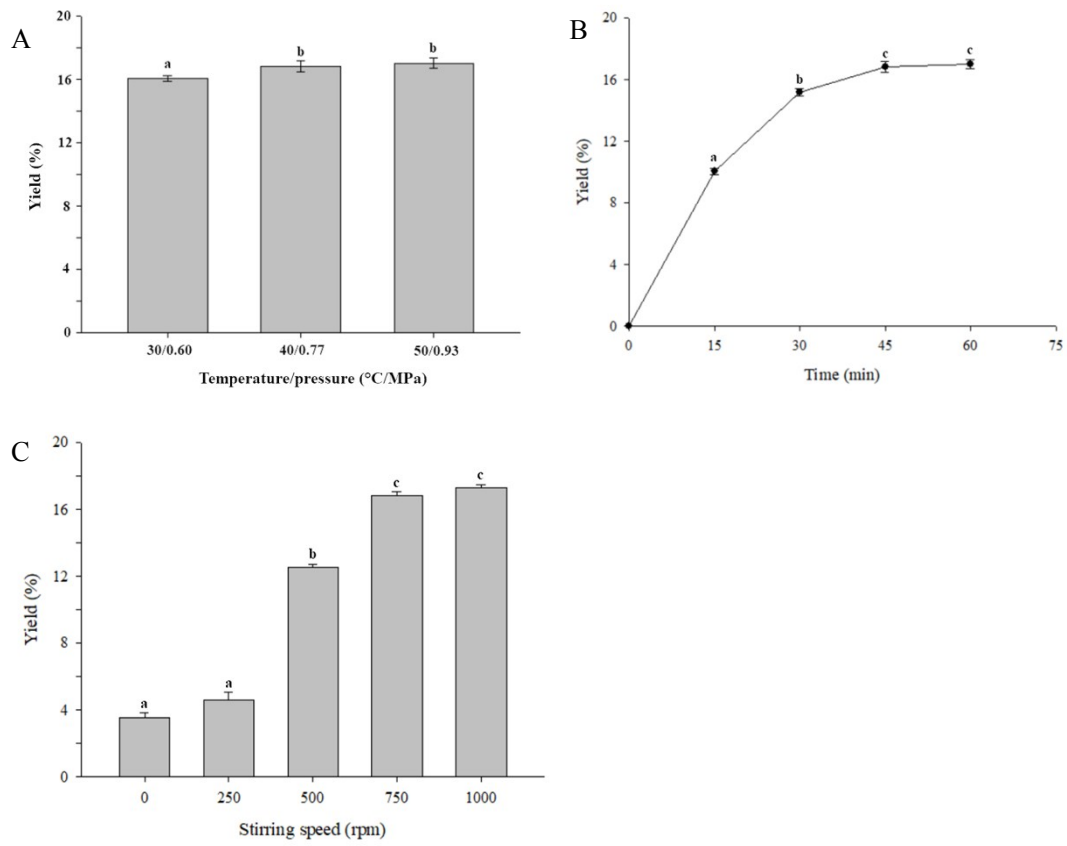 A
20
16
12
8
4
0
Yield (%)
a
b
b
30/0.60 40/0.77 50/0.93
Temperature/pressure (°C/MPa)
B
20
16
12
8
4
0
Yield (%)
a
b
c
c
0 15 30 45 60 75
Time (min)
C
20
16
12
8
4
0
Yield (%)
a
a
b
c
c
0 250 500 750 1000
Stirring speed (rpm)